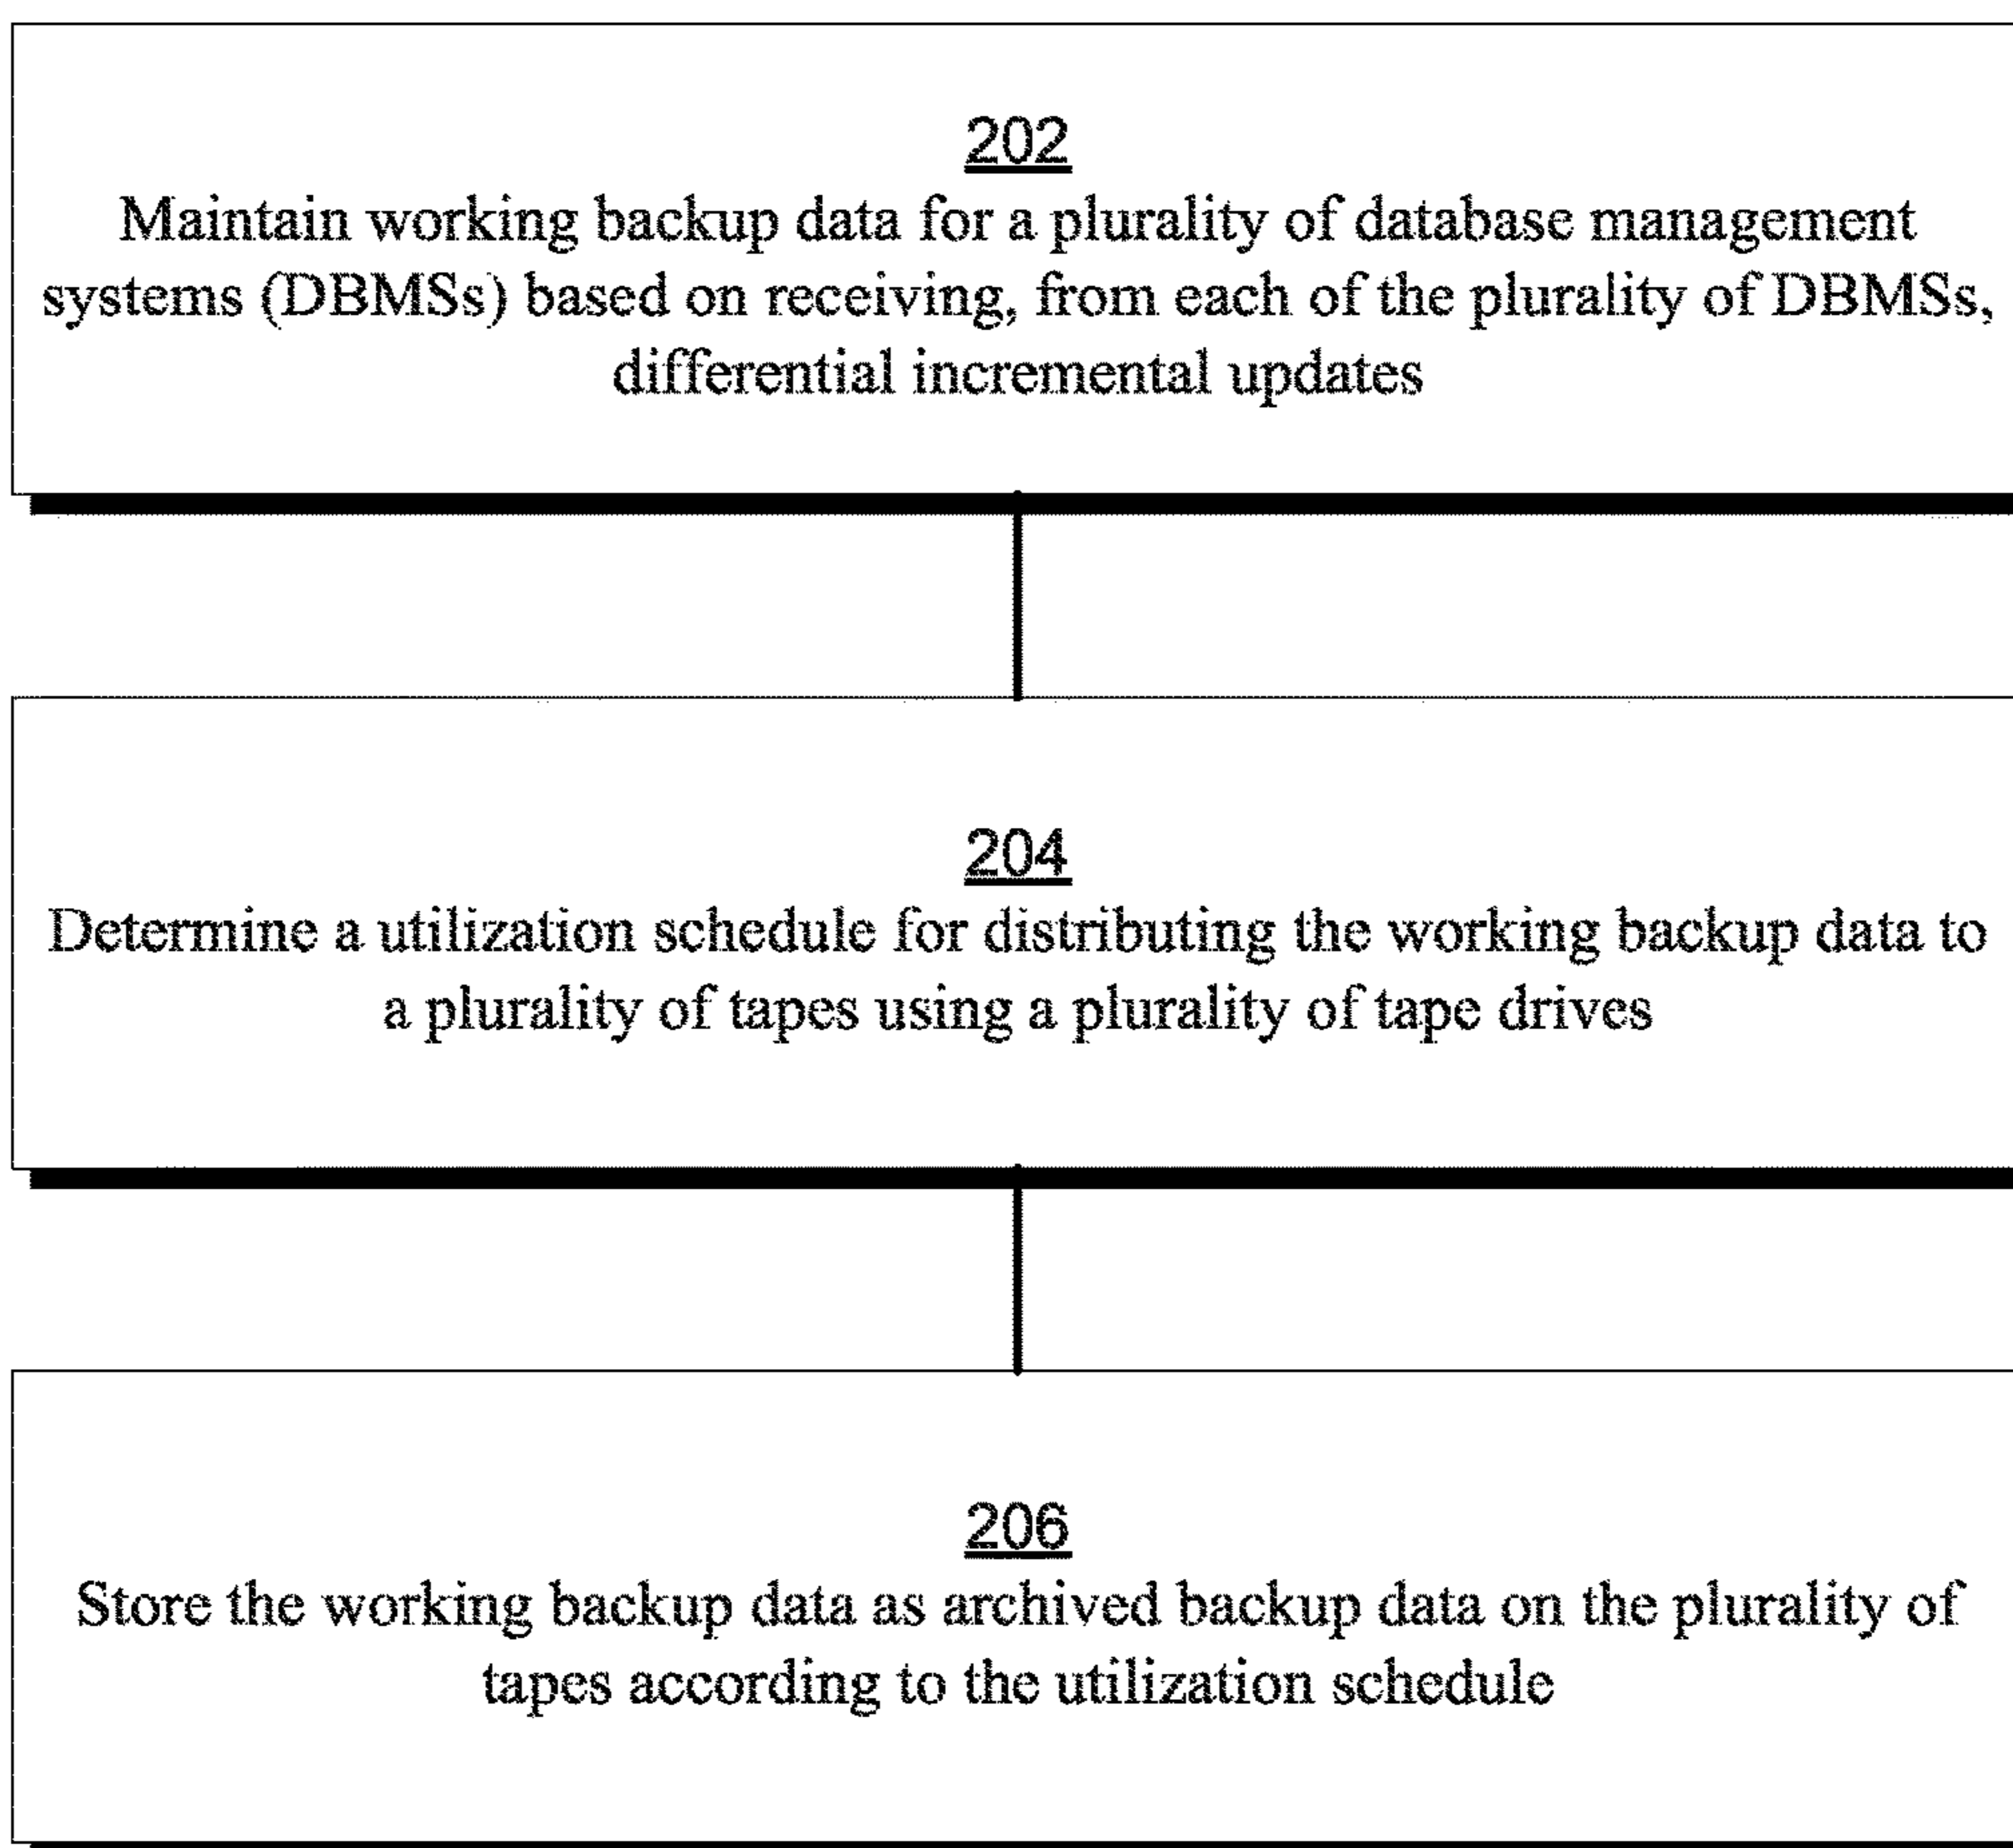 202
Maintain working backup data for a plurality of database management
systems (DBMSs) based on receiving, from each of the plurality of DBMSs,
differential incremental updates
204
Determine a utilization schedule for distributing the working backup data to
a plurality of tapes using a plurality of tape drives
206
Store the working backup data as archived backup data on the plurality of
tapes according to the utilization schedule